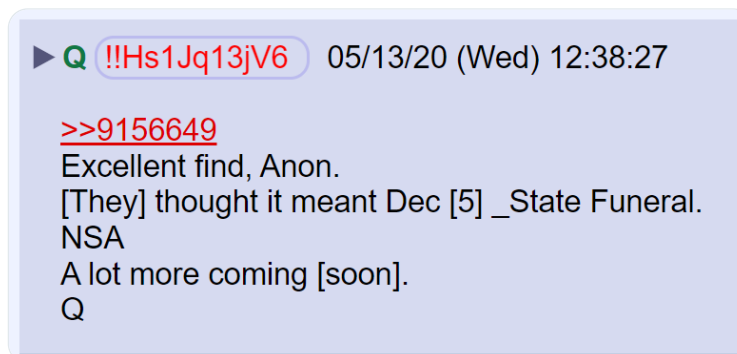 ▶ Q !!Hs1Jq13jV6 05/13/20 (Wed) 12:38:27
>>9156649
Excellent find, Anon.
[They] thought it meant Dec [5] _State Funeral.
NSA
A lot more coming [soon].
Q